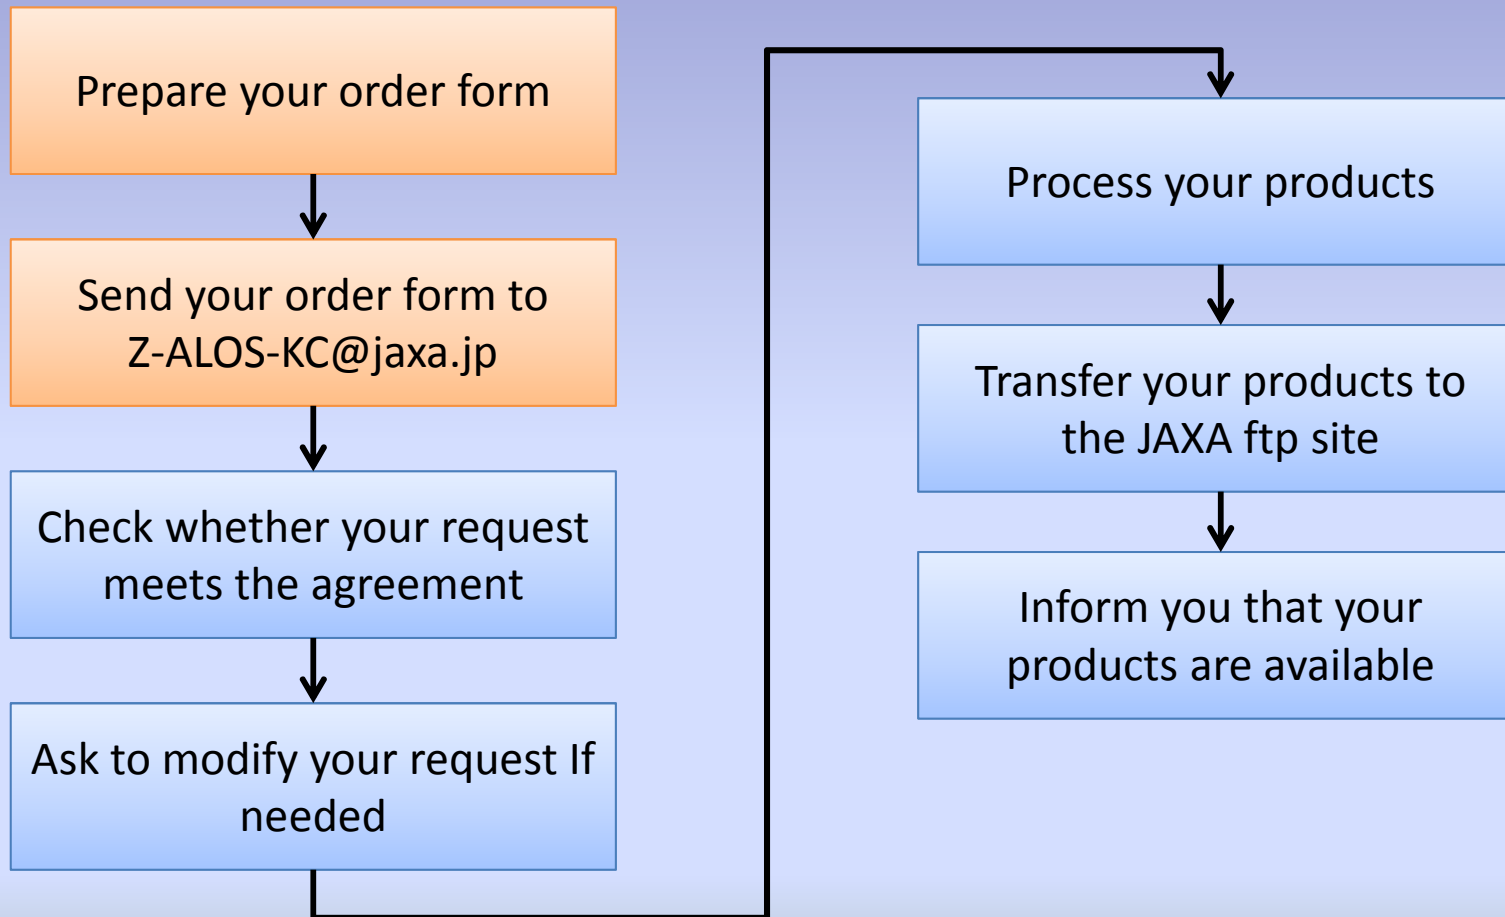 Prepare your order form
Send your order form to
Z-ALOS-KC@jaxa.jp
Check whether your request
meets the agreement
Ask to modify your request If
needed
Process your products
Transfer your products to
the JAXA ftp site
Inform you that your
products are available